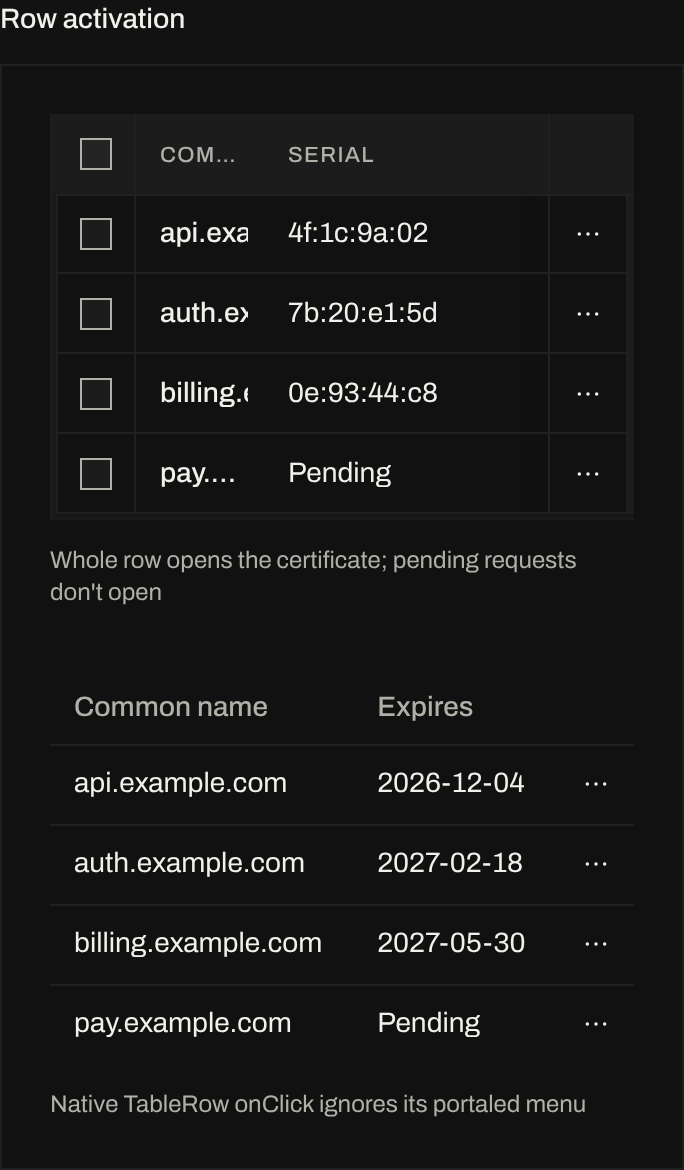 Row activation
COM... SERIAL
api.exa 4f:1c:9a:02 ...
auth.ex 7b:20:e1:5d ...
billing. 0e:93:44:c8 ...
pay.... Pending ...
Whole row opens the certificate; pending requests
don't open
Common name Expires
api.example.com 2026-12-04 ...
auth.example.com 2027-02-18 ...
billing.example.com 2027-05-30 ...
pay.example.com Pending ...
Native TableRow onClick ignores its portaled menu